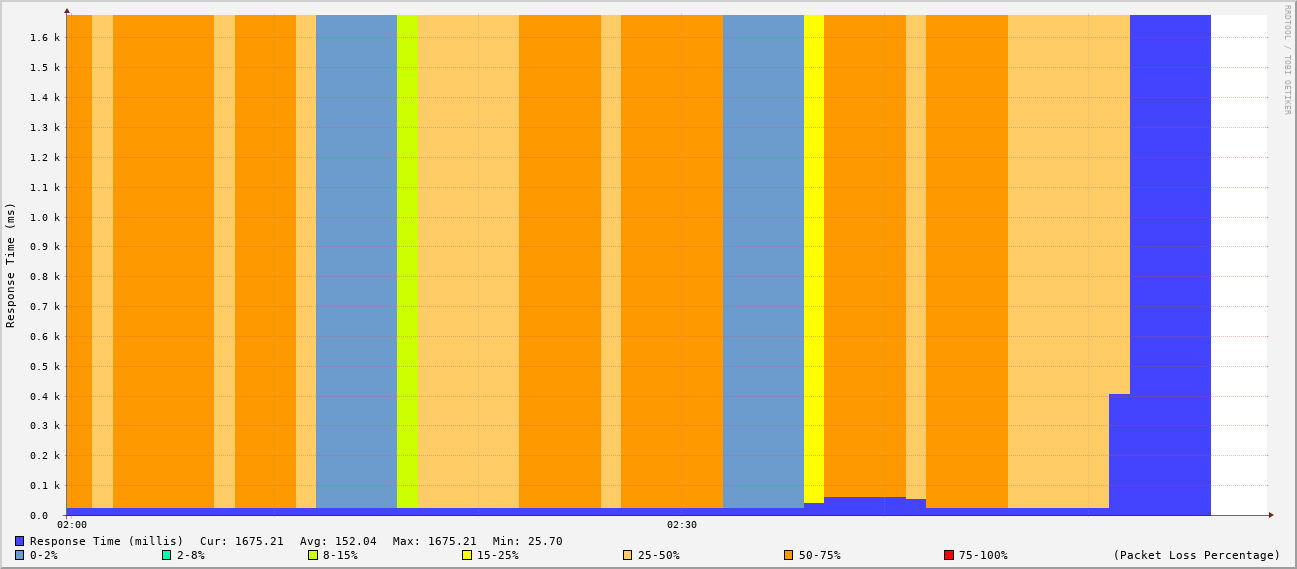 RRDTOOL / TOBI OETIKER
Response Time (ms)
1.6 k
1.5 k
1.4 k
1.3 k
1.2 k
1.1 k
1.0 k
0.9 k
0.8 k
0.7 k
0.6 k
0.5 k
0.4 k
0.3 k
0.2 k
0.1 k
0.0
02:00 02:30
Response Time (millis) Cur: 1675.21 Avg: 152.04 Max: 1675.21 Min: 25.70
0-2% 2-8% 8-15% 15-25% 25-50% 50-75% 75-100% (Packet Loss Percentage)